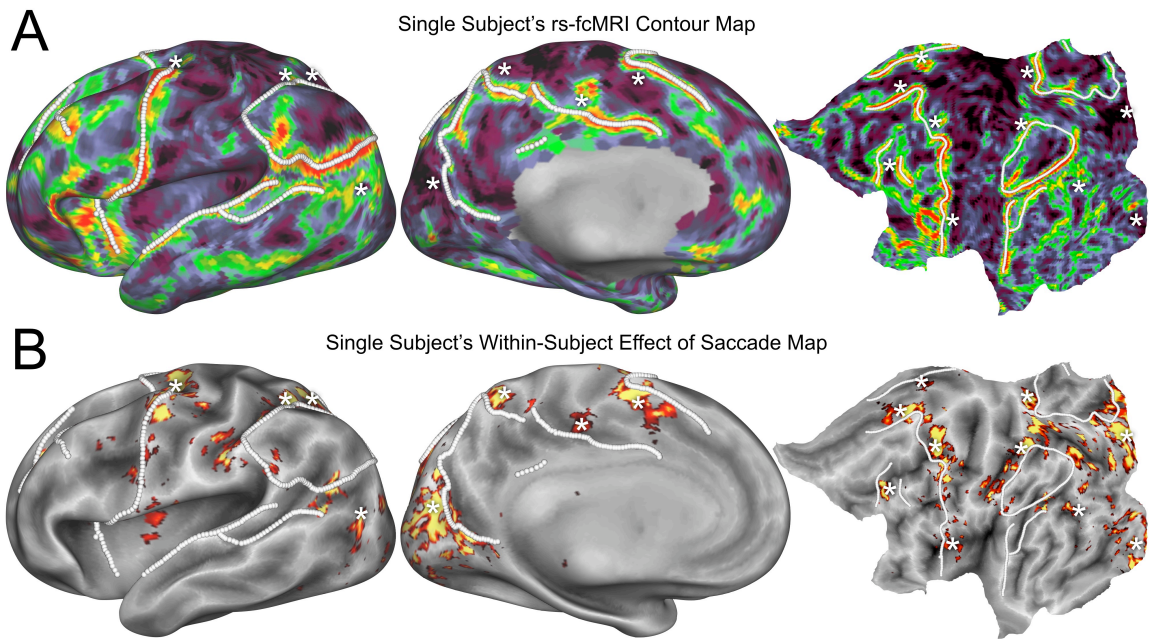 A
Single Subject's rs-fcMRI Contour Map
B
Single Subject's Within-Subject Effect of Saccade Map